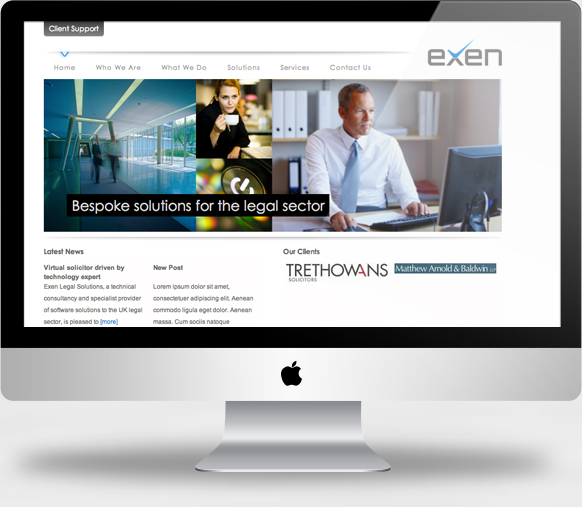 Client Support
Home Who We Are What We Do Solutions Services Contact Us
exen
Bespoke solutions for the legal sector
Latest News
Our Clients
Virtual solicitor driven by
technology expert
Exen Legal Solutions, a technical
consultancy and specialist provider
of software solutions to the UK legal
sector, is pleased to [more]
New Post
Lorem ipsum dolor sit amet,
consectetuer adipiscing elit. Aenean
commodo ligula eget dolor. Aenean
massa. Cum sociis natoque
TRETHOWANS
SOLICITORS
Matthew Arnold & Baldwin LLP